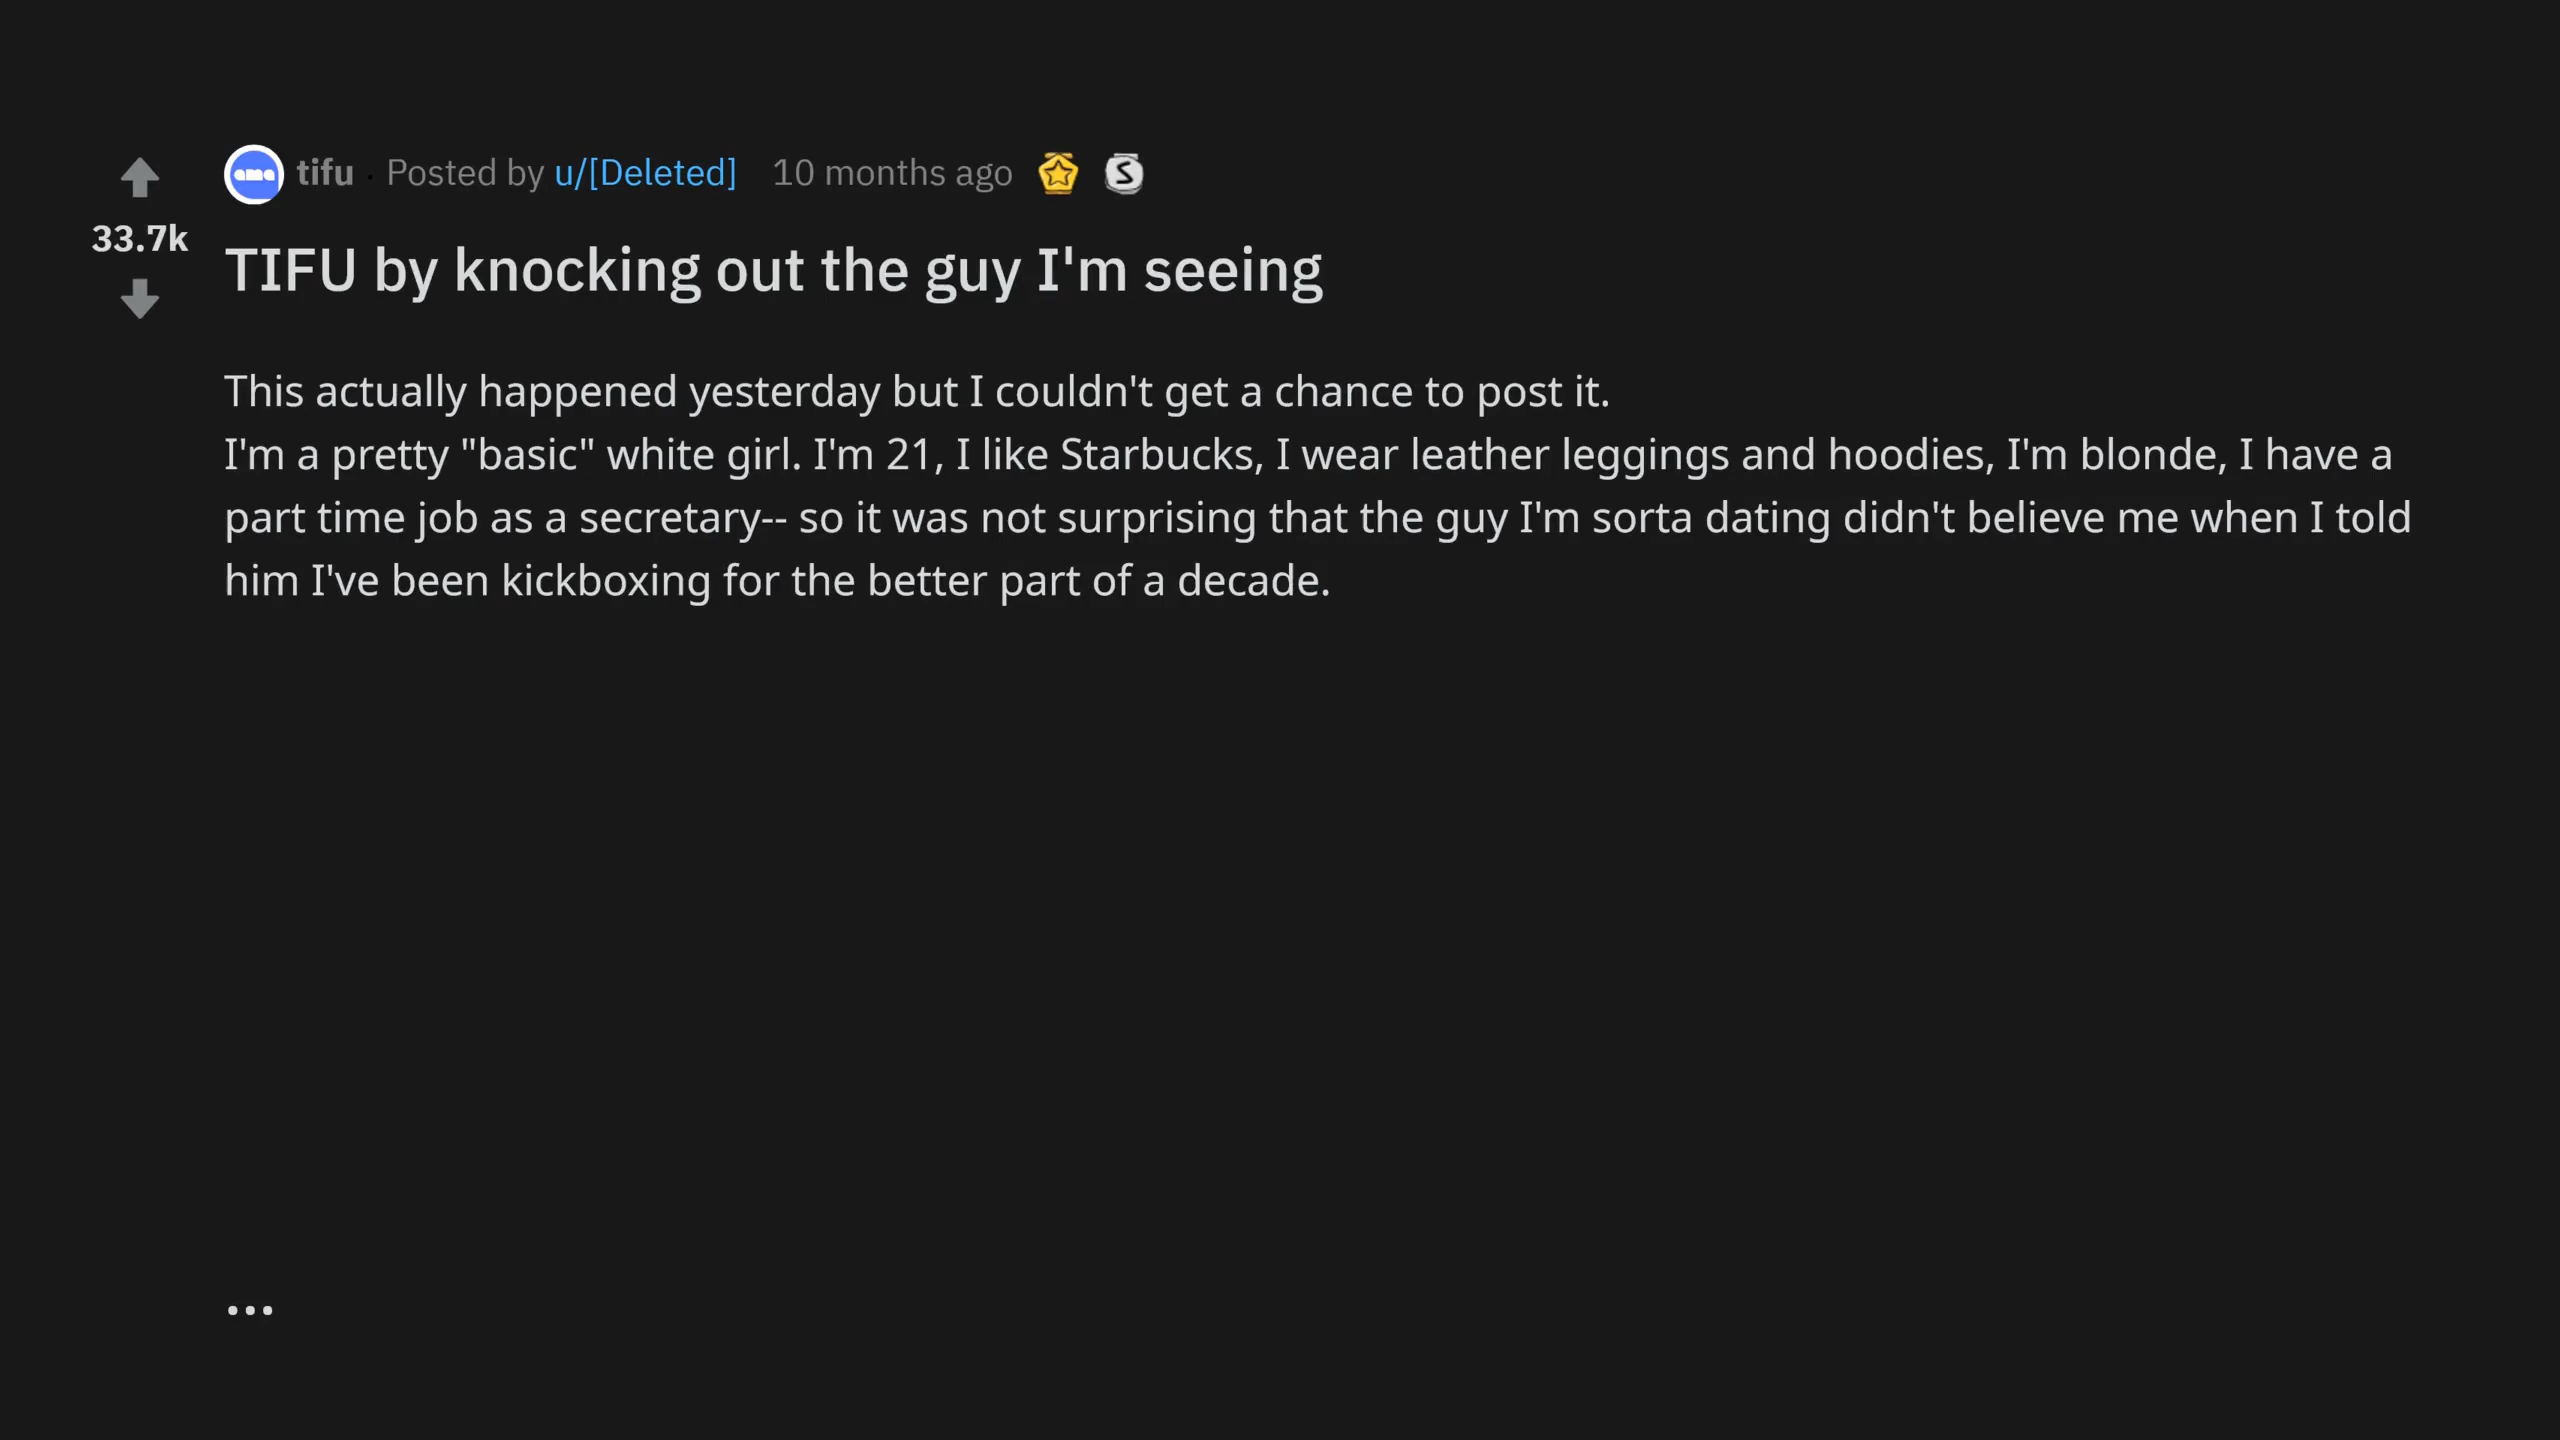 ama tifu · Posted by u/[Deleted] 10 months ago S
33.7k
TIFU by knocking out the guy I'm seeing
This actually happened yesterday but I couldn't get a chance to post it.
I'm a pretty "basic" white girl. I'm 21, I like Starbucks, I wear leather leggings and hoodies, I'm blonde, I have a
part time job as a secretary-- so it was not surprising that the guy I'm sorta dating didn't believe me when I told
him I've been kickboxing for the better part of a decade.
...